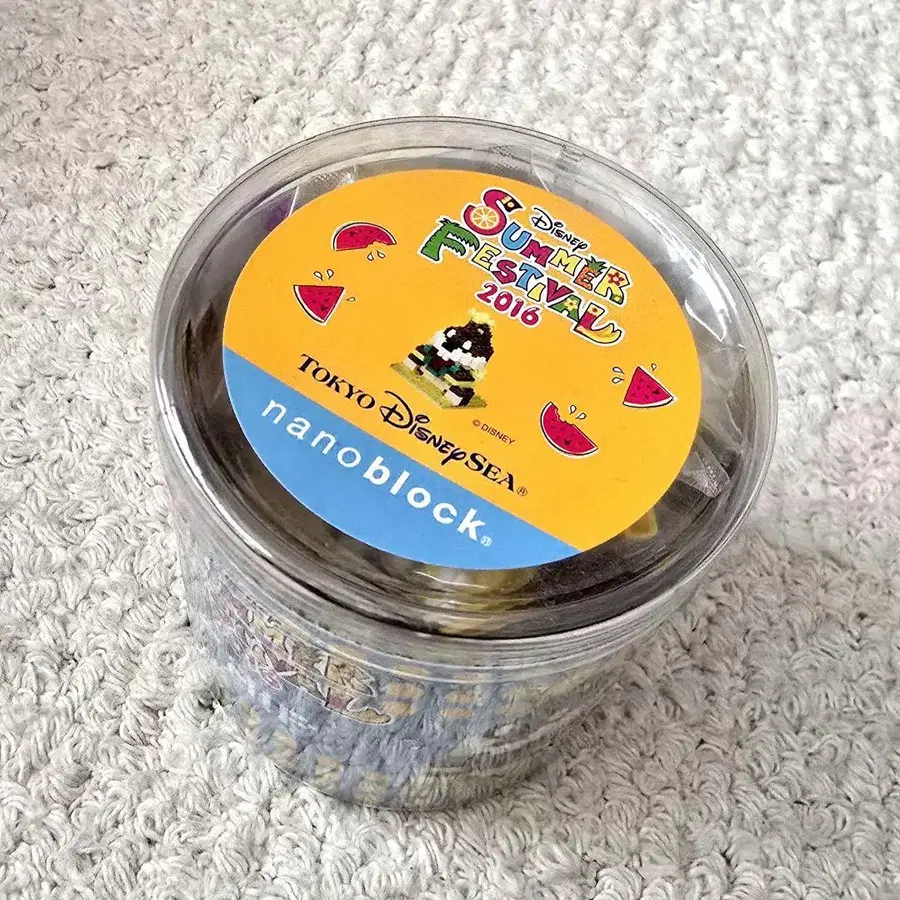 Disney
SUMMER
FESTIVAL
2016
© DISNEY
TOKYO DISNEYSEA®
nanoblock®